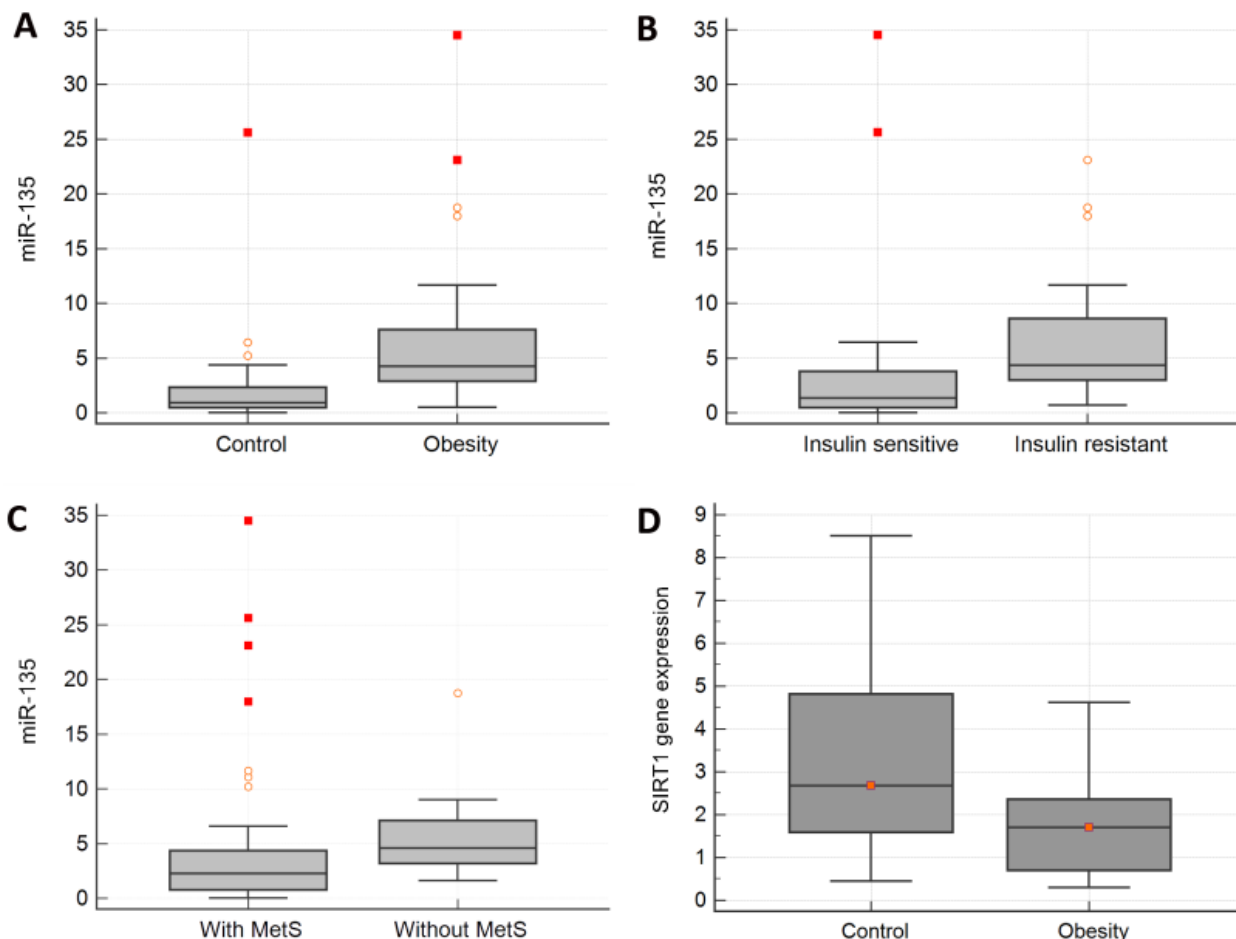 A
35
30
25
20
15
10
5
0
miR-135
Control
Obesity
B
35
30
25
20
15
10
5
0
miR-135
Insulin sensitive
Insulin resistant
C
35
30
25
20
15
10
5
0
miR-135
With MetS
Without MetS
D
9
8
7
6
5
4
3
2
1
0
SIRT1 gene expression
Control
Obesity